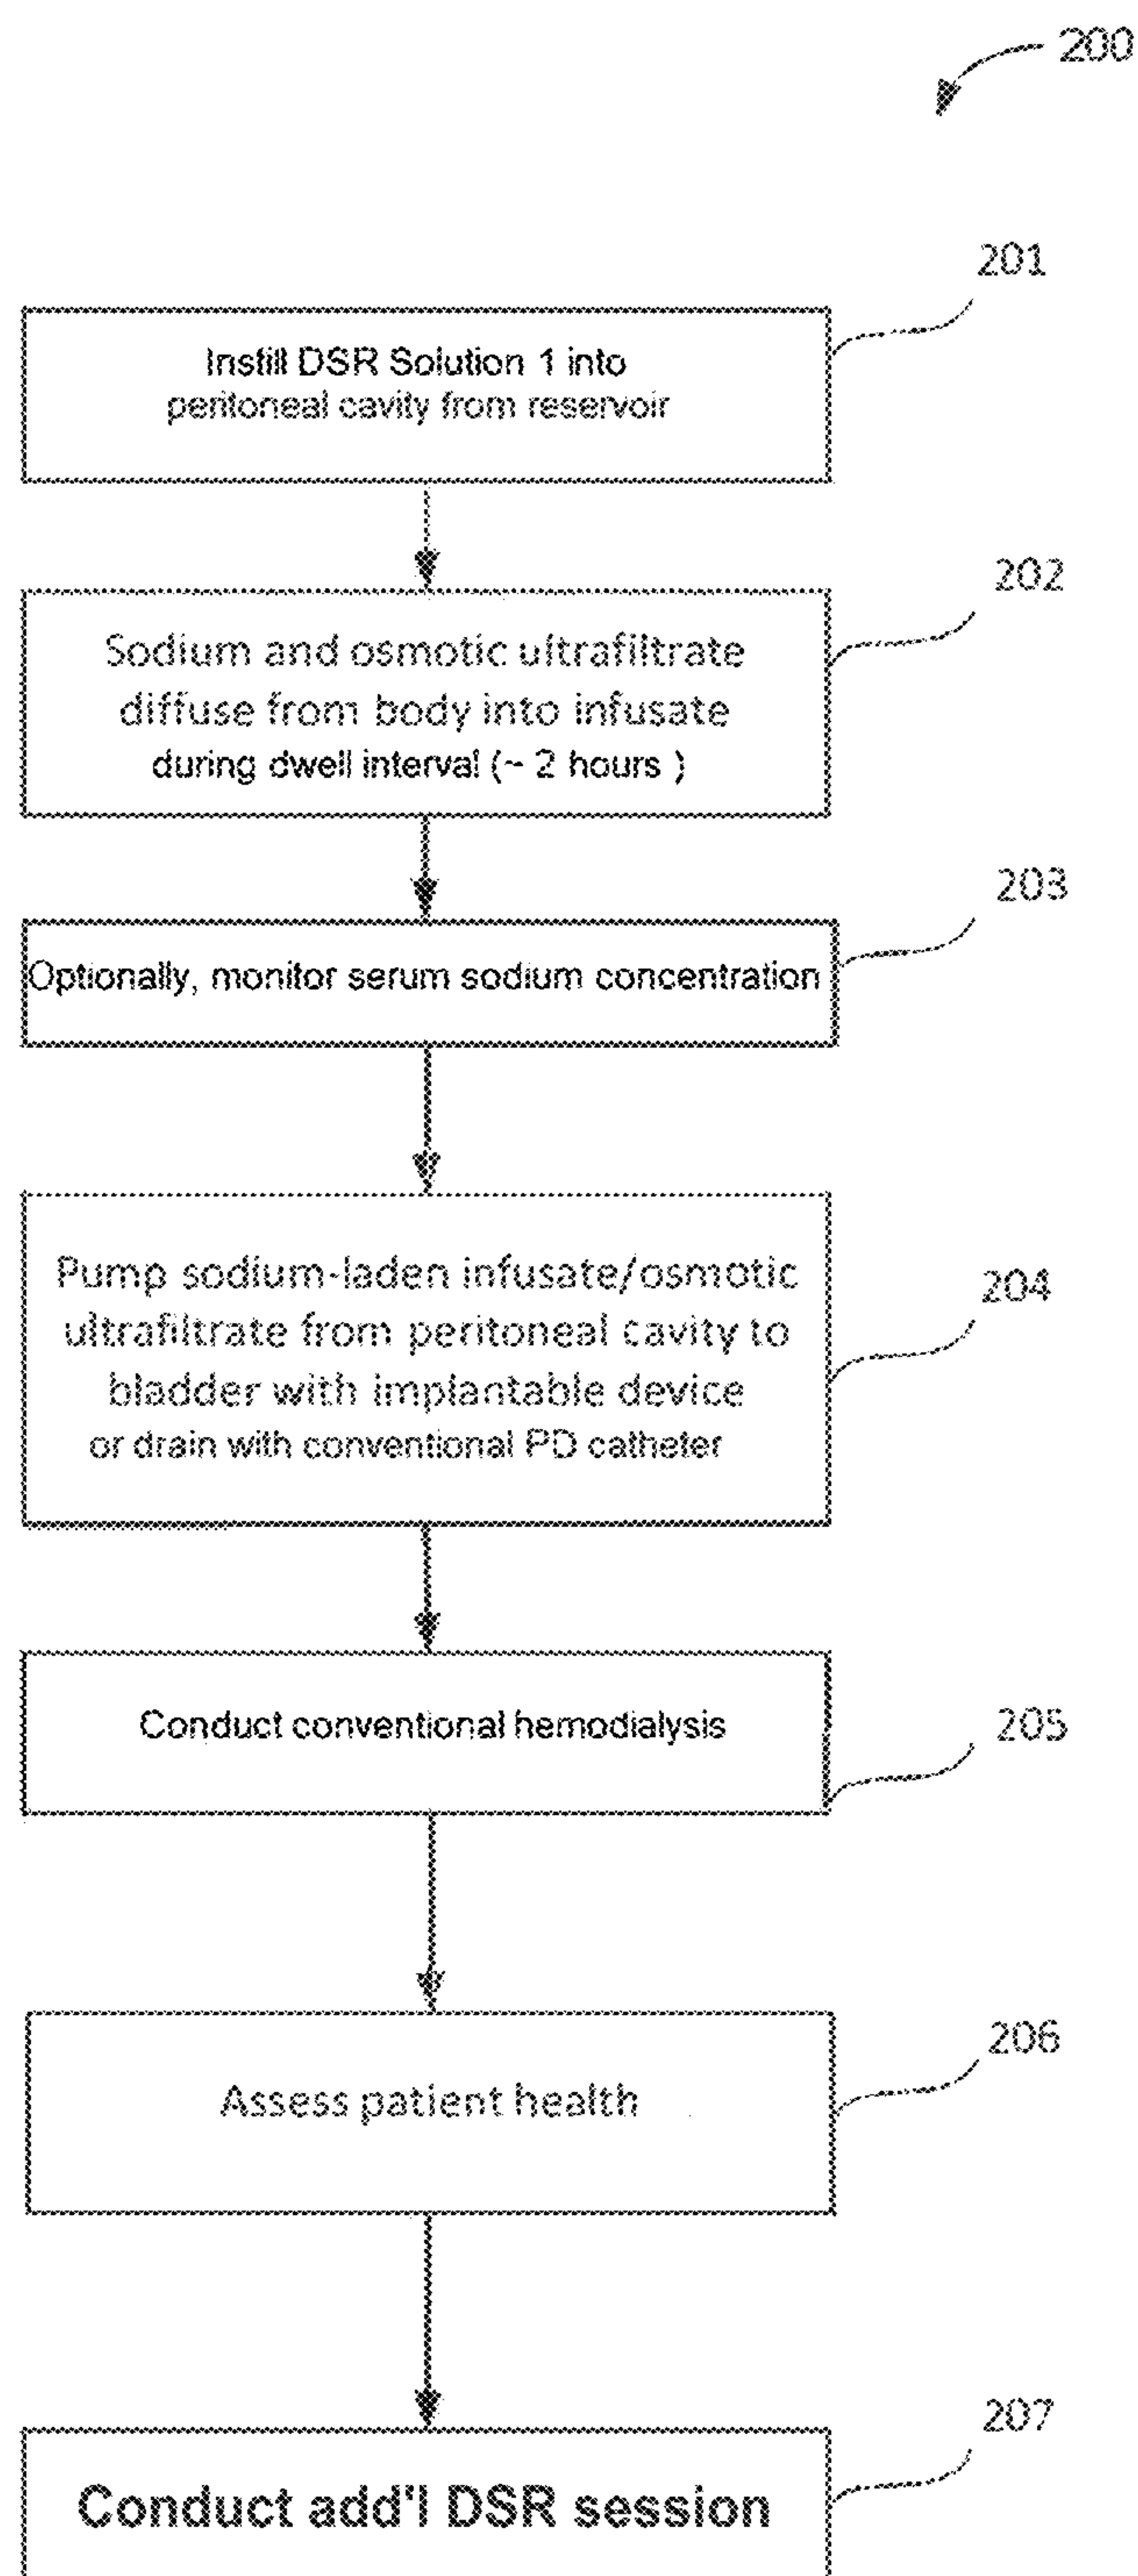 200
201
Instill DSR Solution 1 into
peritoneal cavity from reservoir
202
Sodium and osmotic ultrafiltrate
diffuse from body into infusate
during dwell interval (~ 2 hours )
203
Optionally, monitor serum sodium concentration
204
Pump sodium-laden infusate/osmotic
ultrafiltrate from peritoneal cavity to
bladder with implantable device
or drain with conventional PD catheter
205
Conduct conventional hemodialysis
206
Assess patient health
207
Conduct add'l DSR session